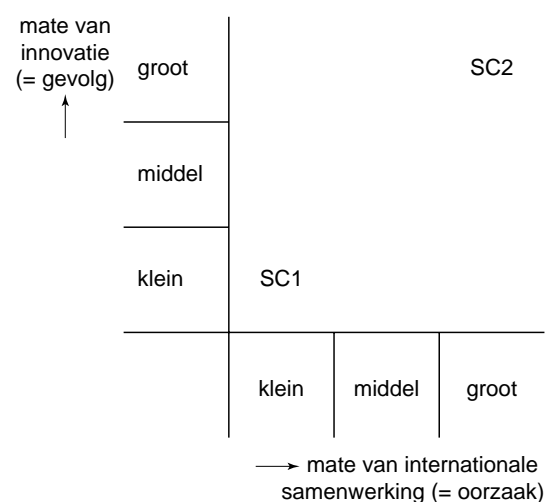 mate van
innovatie
(= gevolg)
groot
SC2
middel
klein
SC1
klein
middel
groot
mate van internationale
samenwerking (= oorzaak)